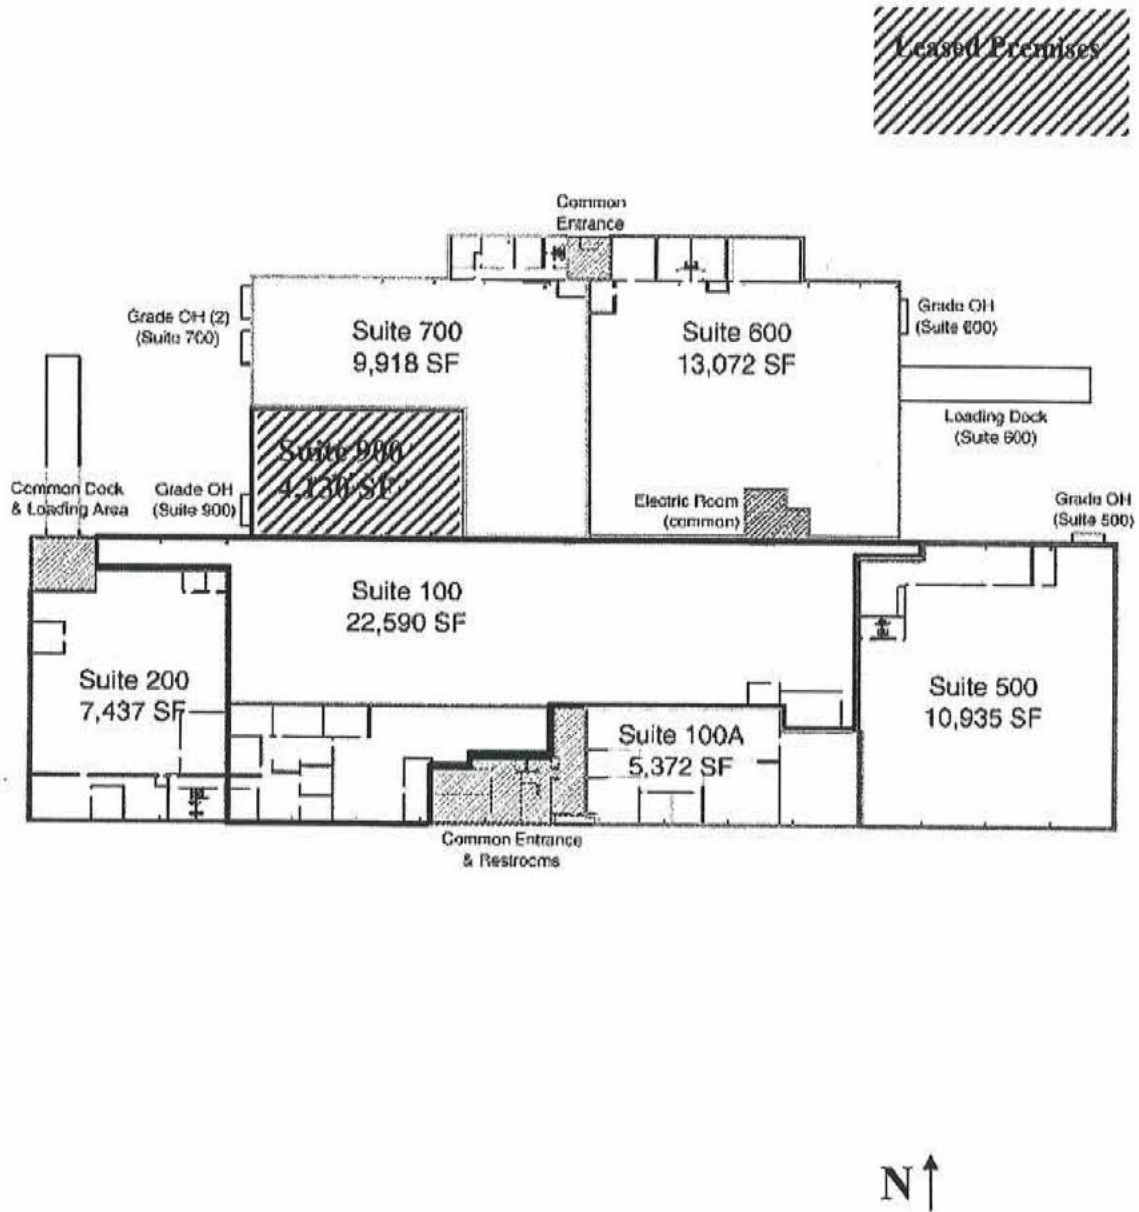 Leased Premises
Common
Entrance
Grade OH (2)
(Suite 700)
Suite 700
9,918 SF
Suite 600
13,072 SF
Grade OH
(Suite 600)
Loading Dock
(Suite 600)
Suite 900
4,130 SF
Common Dock
& Loading Area
Grade OH
(Suite 900)
Electric Room
(common)
Grade OH
(Suite 500)
Suite 100
22,590 SF
Suite 200
7,437 SF
Suite 500
10,935 SF
Suite 100A
5,372 SF
Common Entrance
& Restrooms
N